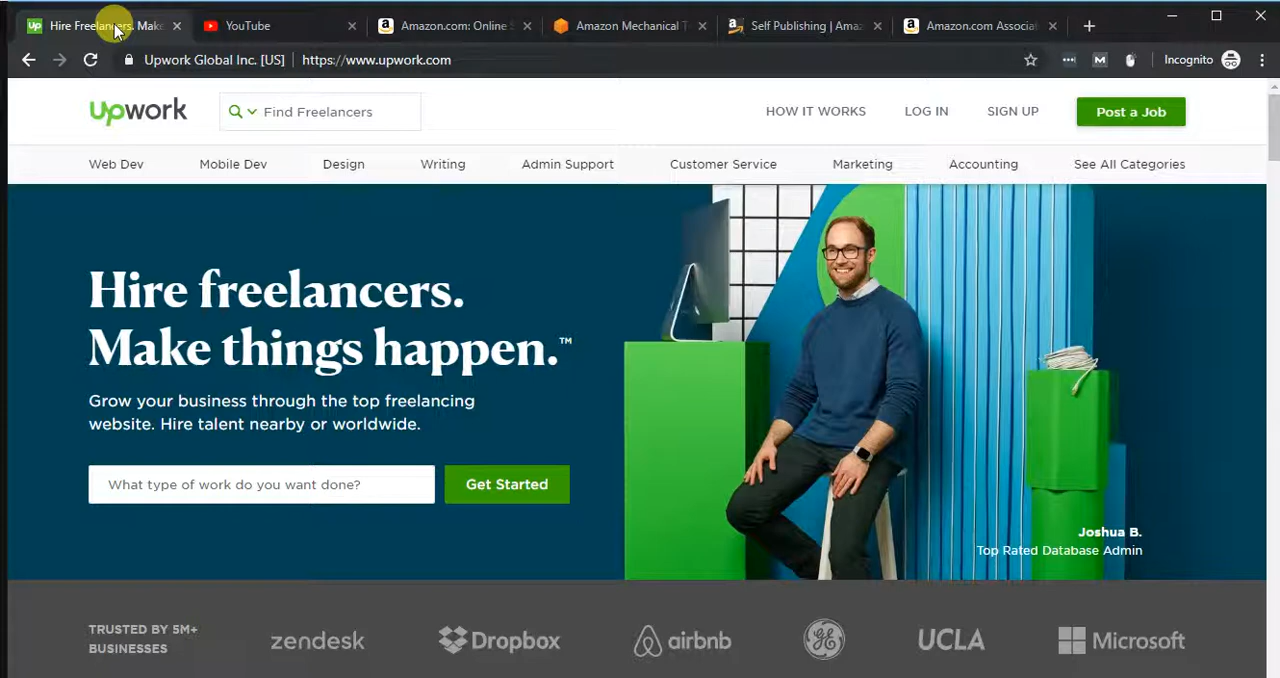 Hire Freelancers. Make
YouTube
Amazon.com: Online S
Amazon Mechanical T
Self Publishing | Amaz
Amazon.com Associat
Upwork Global Inc. [US] | https://www.upwork.com
Incognito
upwork
Find Freelancers
HOW IT WORKS
LOG IN
SIGN UP
Post a Job
Web Dev
Mobile Dev
Design
Writing
Admin Support
Customer Service
Marketing
Accounting
See All Categories
Hire freelancers.
Make things happen.™
Grow your business through the top freelancing
website. Hire talent nearby or worldwide.
What type of work do you want done?
Get Started
Joshua B.
Top Rated Database Admin
TRUSTED BY 5M+
BUSINESSES
zendesk
Dropbox
airbnb
GE
UCLA
Microsoft